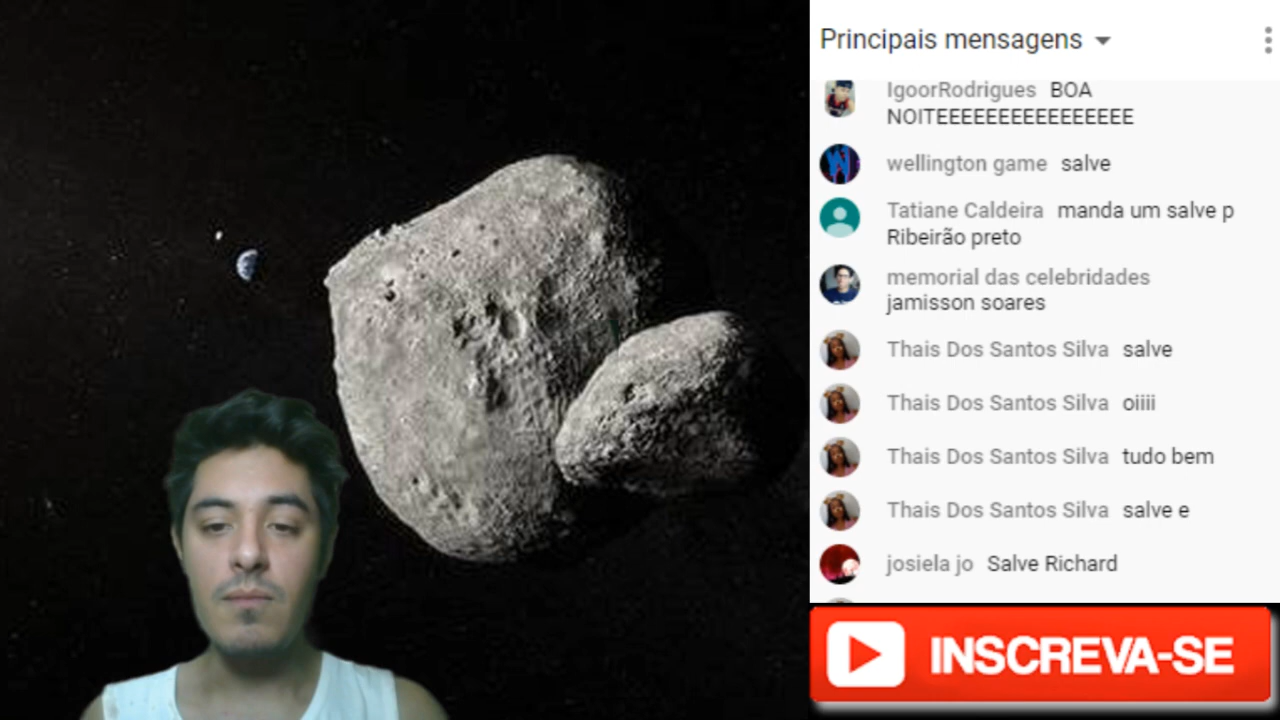 Principais mensagens
IgoorRodrigues BOA
NOITEEEEEEEEEEEEEEEE
wellington game salve
Tatiane Caldeira manda um salve p
Ribeirão preto
memorial das celebridades
jamisson soares
Thais Dos Santos Silva salve
Thais Dos Santos Silva oiiii
Thais Dos Santos Silva tudo bem
Thais Dos Santos Silva salve e
josiela jo Salve Richard
INSCREVA-SE